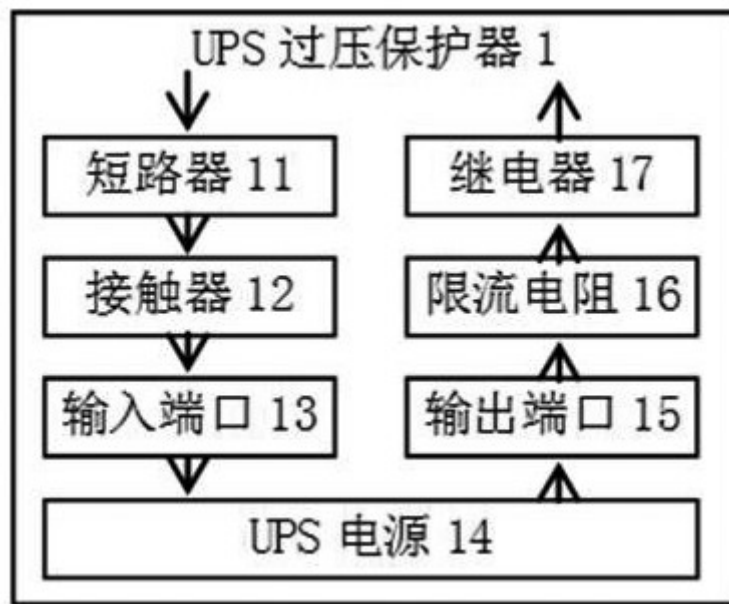 UPS 过压保护器 1
短路器 11
继电器 17
接触器 12
限流电阻 16
输入端口 13
输出端口 15
UPS 电源 14